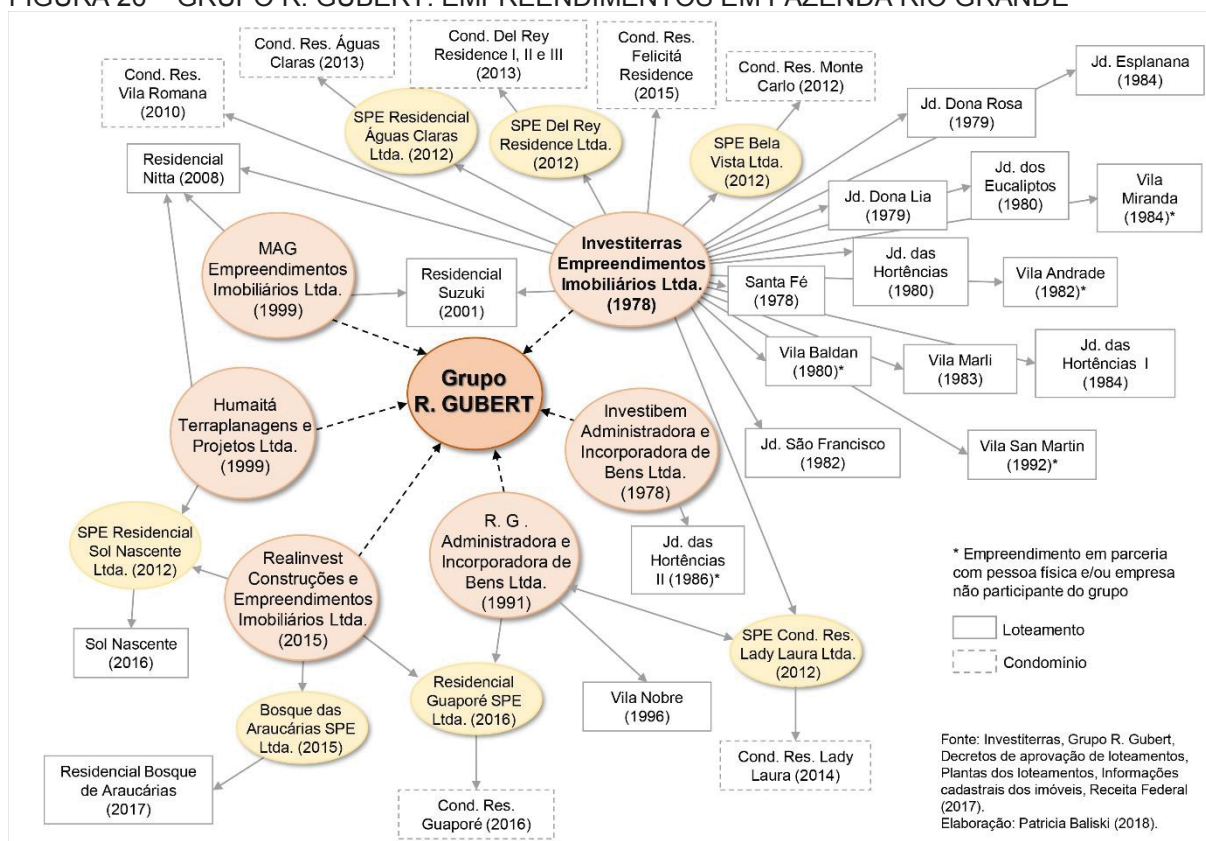 FIGURA 26 – GRUPO R. GUBERT: EMPREENDIMENTOS EM FAZENDA RIO GRANDE
Cond. Res.
Vila Romana
(2010)
Cond. Res. Águas
Claras (2013)
Cond. Del Rey
Residence I, II e III
(2013)
Cond. Res.
Felicitá
Residence
(2015)
Cond. Res. Monte
Carlo (2012)
Jd. Esplanana
(1984)
Jd. Dona Rosa
(1979)
SPE Residencial
Águas Claras
Ltda. (2012)
SPE Del Rey
Residence Ltda.
(2012)
SPE Bela
Vista Ltda.
(2012)
Residencial
Nitta (2008)
Jd. Dona Lia
(1979)
Jd. dos
Eucaliptos
(1980)
Vila
Miranda
(1984)*
MAG
Empreendimentos
Imobiliários Ltda.
(1999)
Residencial
Suzuki
(2001)
Investiterras
Empreendimentos
Imobiliários Ltda.
(1978)
Santa Fé
(1978)
Jd. das
Hortências
(1980)
Vila Andrade
(1982)*
Vila Baldan
(1980)*
Vila Marli
(1983)
Jd. das
Hortências I
(1984)
Grupo
R. GUBERT
Humaitá
Terraplanagens e
Projetos Ltda.
(1999)
Investibem
Administradora e
Incorporadora de
Bens Ltda.
(1978)
Jd. São Francisco
(1982)
Vila San Martin
(1992)*
SPE Residencial
Sol Nascente
Ltda. (2012)
Realinvest
Construções e
Empreendimentos
Imobiliários Ltda.
(2015)
R. G .
Administradora e
Incorporadora de
Bens Ltda.
(1991)
Jd. das
Hortências
II (1986)*
* Empreendimento em parceria
com pessoa física e/ou empresa
não participante do grupo
Loteamento
Condomínio
Sol Nascente
(2016)
SPE Cond. Res.
Lady Laura Ltda.
(2012)
Bosque das
Araucárias SPE
Ltda. (2015)
Residencial
Guaporé SPE
Ltda. (2016)
Vila Nobre
(1996)
Residencial Bosque
de Araucárias
(2017)
Cond. Res.
Guaporé (2016)
Cond. Res. Lady
Laura (2014)
Fonte: Investiterras, Grupo R. Gubert,
Decretos de aprovação de loteamentos,
Plantas dos loteamentos, Informações
cadastrais dos imóveis, Receita Federal
(2017).
Elaboração: Patricia Baliski (2018).